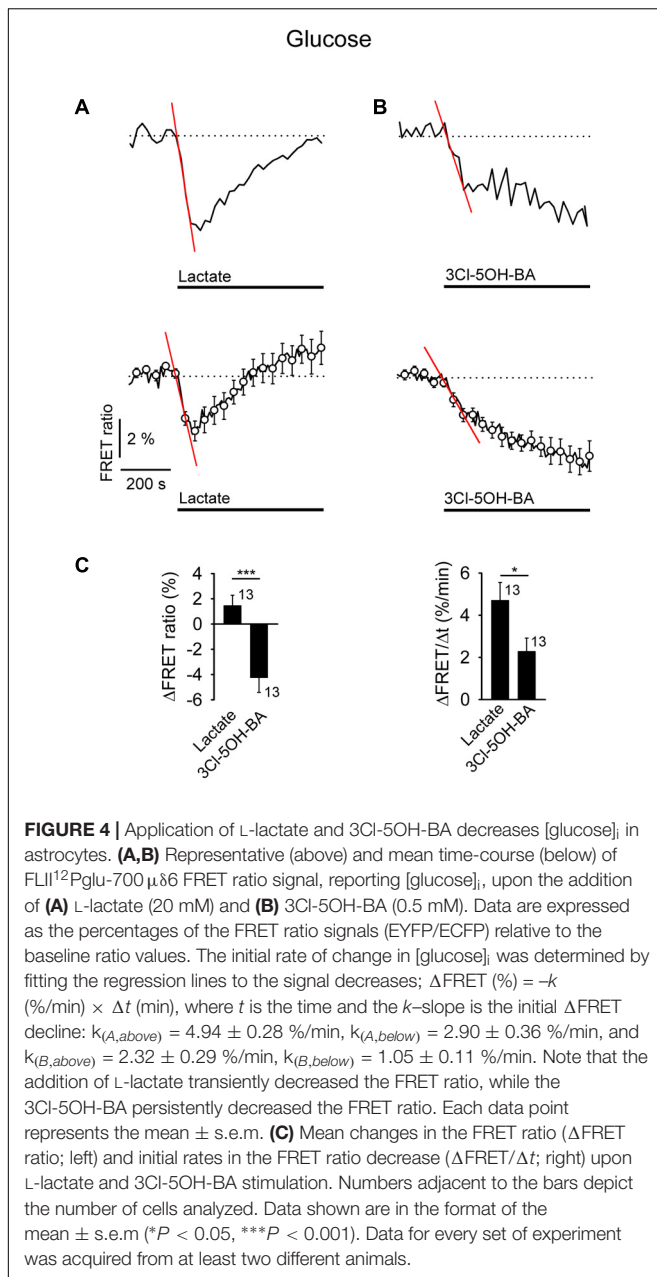 Glucose
A
B
Lactate
3Cl-5OH-BA
FRET ratio
2 %
200 s
Lactate
3Cl-5OH-BA
C
ΔFRET ratio (%)
4
2
0
-2
-4
-6
***
13
13
Lactate
3Cl-5OH-BA
ΔFRET/Δt (%/min)
6
4
2
0
*
13
13
Lactate
3Cl-5OH-BA
FIGURE 4 | Application of L-lactate and 3Cl-5OH-BA decreases [glucose]i in
astrocytes. (A,B) Representative (above) and mean time-course (below) of
FLII12Pglu-700 μδ6 FRET ratio signal, reporting [glucose]i, upon the addition
of (A) L-lactate (20 mM) and (B) 3Cl-5OH-BA (0.5 mM). Data are expressed
as the percentages of the FRET ratio signals (EYFP/ECFP) relative to the
baseline ratio values. The initial rate of change in [glucose]i was determined by
fitting the regression lines to the signal decreases; ΔFRET (%) = –k
(%/min) × Δt (min), where t is the time and the k–slope is the initial ΔFRET
decline: k(A,above) = 4.94 ± 0.28 %/min, k(A,below) = 2.90 ± 0.36 %/min, and
k(B,above) = 2.32 ± 0.29 %/min, k(B,below) = 1.05 ± 0.11 %/min. Note that the
addition of L-lactate transiently decreased the FRET ratio, while the
3Cl-5OH-BA persistently decreased the FRET ratio. Each data point
represents the mean ± s.e.m. (C) Mean changes in the FRET ratio (ΔFRET
ratio; left) and initial rates in the FRET ratio decrease (ΔFRET/Δt; right) upon
L-lactate and 3Cl-5OH-BA stimulation. Numbers adjacent to the bars depict
the number of cells analyzed. Data shown are in the format of the
mean ± s.e.m (*P < 0.05, ***P < 0.001). Data for every set of experiment
was acquired from at least two different animals.